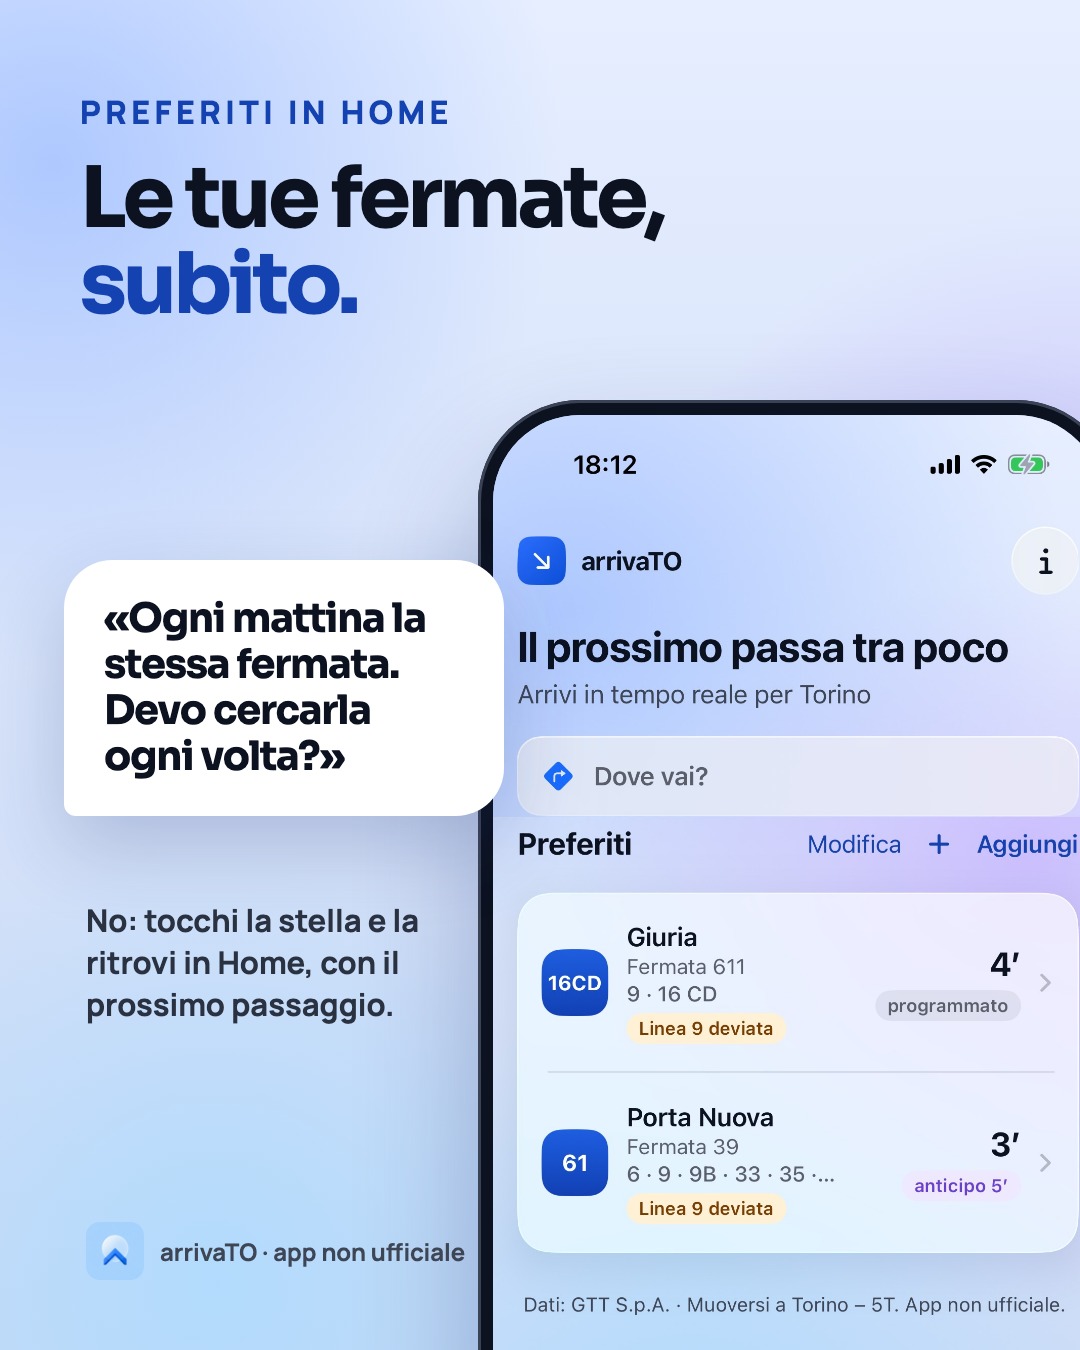 PREFERITI IN HOME
Le tue fermate,
subito.
18:12
arrivaTO
i
Il prossimo passa tra poco
Arrivi in tempo reale per Torino
Dove vai?
«Ogni mattina la
stessa fermata.
Devo cercarla
ogni volta?»
Preferiti
Modifica + Aggiungi
No: tocchi la stella e la
ritrovi in Home, con il
prossimo passaggio.
16CD
Giuria
Fermata 611
9 · 16 CD
Linea 9 deviata
4′
programmato
61
Porta Nuova
Fermata 39
6 · 9 · 9B · 33 · 35 ·...
Linea 9 deviata
3′
anticipo 5′
arrivaTO · app non ufficiale
Dati: GTT S.p.A. · Muoversi a Torino – 5T. App non ufficiale.